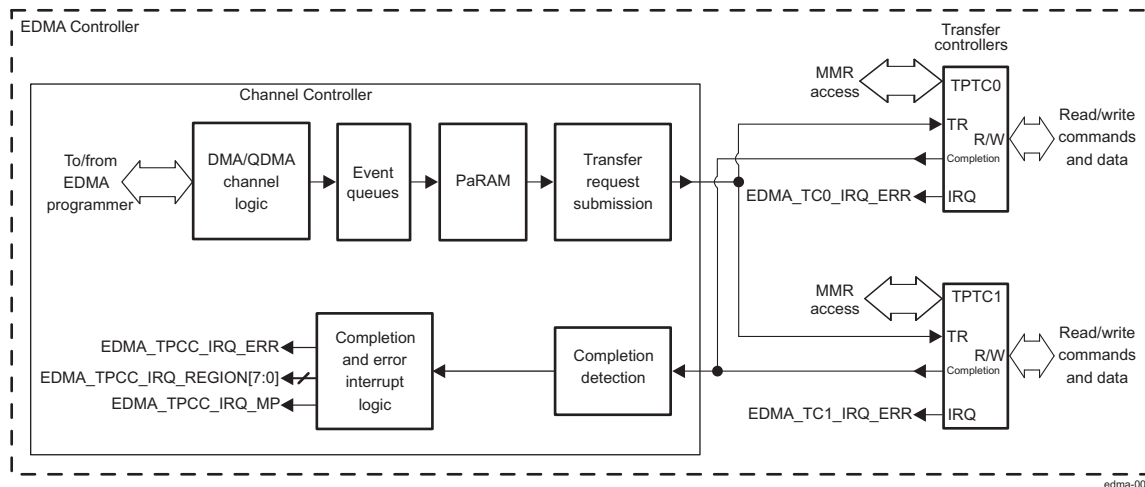 EDMA Controller
Transfer
controllers
MMR
access
TPTC0
Channel Controller
TR
R/W
Completion
Read/write
commands
and data
To/from
EDMA
programmer
DMA/QDMA
channel
logic
Event
queues
PaRAM
Transfer
request
submission
EDMA_TC0_IRQ_ERR
IRQ
MMR
access
TPTC1
TR
R/W
Completion
Read/write
commands
and data
EDMA_TPCC_IRQ_ERR
EDMA_TPCC_IRQ_REGION[7:0]
EDMA_TPCC_IRQ_MP
Completion
and error
interrupt
logic
Completion
detection
EDMA_TC1_IRQ_ERR
IRQ